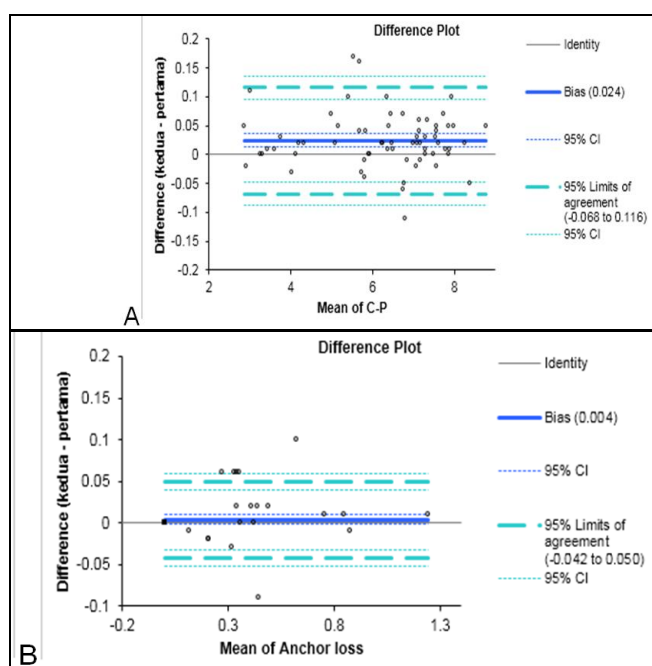 Difference Plot
Difference (kedua - pertama)
0.2
0.15
0.1
0.05
0
-0.05
-0.1
-0.15
-0.2
2
4
6
8
Mean of C-P
Identity
Bias (0.024)
95% CI
95% Limits of
agreement
(-0.068 to 0.116)
95% CI
A
Difference Plot
Difference (kedua - pertama)
0.2
0.15
0.1
0.05
0
-0.05
-0.1
-0.2
0.3
0.8
1.3
Mean of Anchor loss
Identity
Bias (0.004)
95% CI
95% Limits of
agreement
(-0.042 to 0.050)
95% CI
B